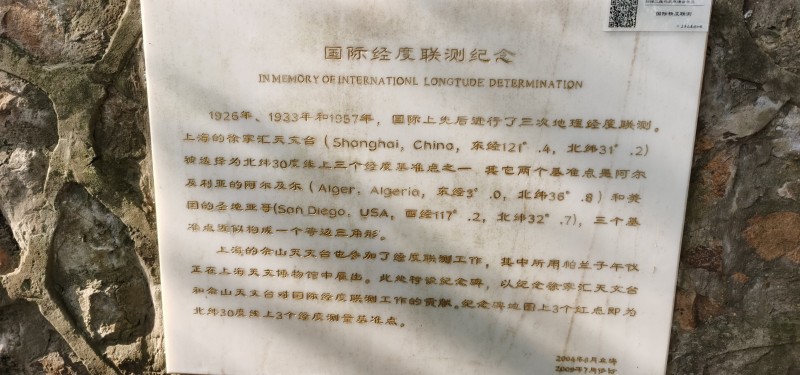 国际经度联测纪念
IN MEMORY OF INTERNATIONL LONGTUDE DETERMINATION
1926年、1933年和1957年，国际上先后进行了三次地理经度联测。
上海的徐家汇天文台（Shanghai, China, 东经121°.4, 北纬31°.2）
被选择为北纬30度线上三个经度基准点之一 其它两个基准点是阿尔
及利亚的阿尔及尔（Alger, Algeria, 东经3°.0, 北纬36°.8）和美
国的圣地亚哥(San Diego, USA, 西经117°.2, 北纬32°.7), 三个基
准点近似构成一个等边三角形。
上海的佘山天文台也参加了经度联测工作，其中所用帕兰子午仪
正在上海天文博物馆中展出。此处特设纪念碑，以纪念徐家汇天文台
和佘山天文台对国际经度联测工作的贡献。纪念碑地图上3个红点即为
北纬30度线上3个经度测量基准点。